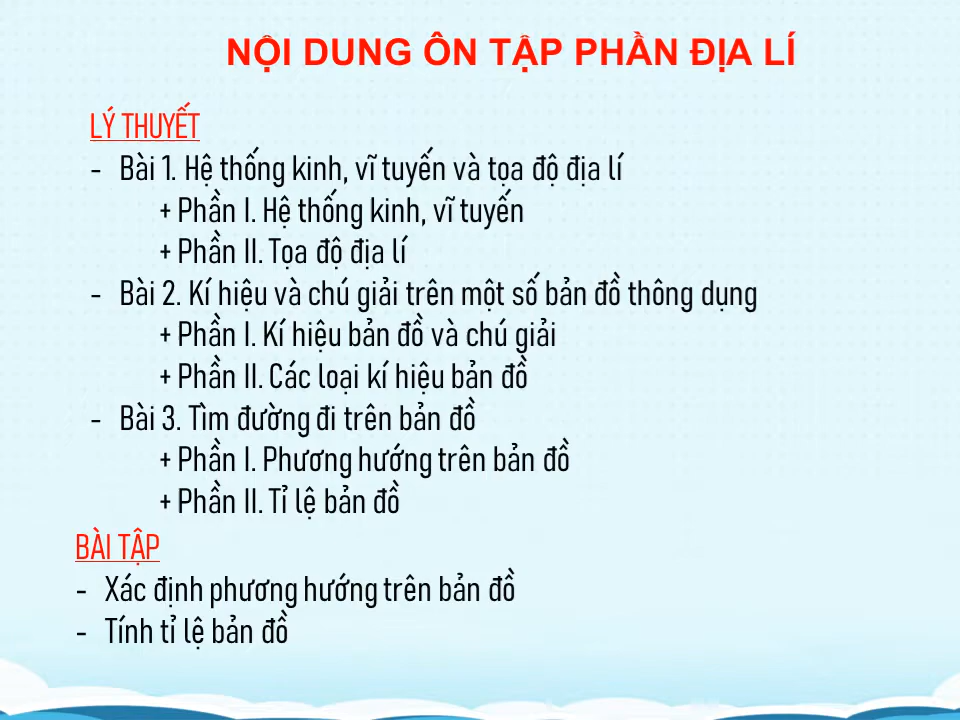 NỘI DUNG ÔN TẬP PHẦN ĐỊA LÍ
LÝ THUYẾT
- Bài 1. Hệ thống kinh, vĩ tuyến và tọa độ địa lí
+ Phần I. Hệ thống kinh, vĩ tuyến
+ Phần II. Tọa độ địa lí
- Bài 2. Kí hiệu và chú giải trên một số bản đồ thông dụng
+ Phần I. Kí hiệu bản đồ và chú giải
+ Phần II. Các loại kí hiệu bản đồ
- Bài 3. Tìm đường đi trên bản đồ
+ Phần I. Phương hướng trên bản đồ
+ Phần II. Tỉ lệ bản đồ
BÀI TẬP
- Xác định phương hướng trên bản đồ
- Tính tỉ lệ bản đồ